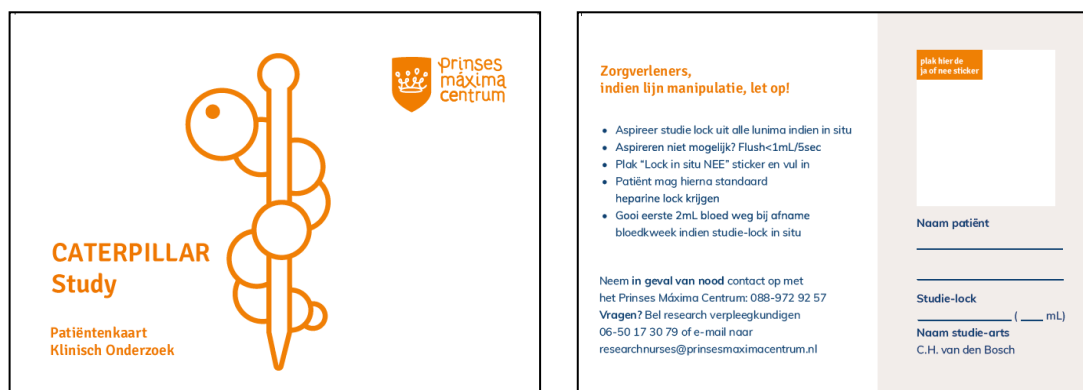 prinses
máxima
centrum
CATERPILLAR
Study
Patiëntenkaart
Klinisch Onderzoek
Zorgverleners,
indien lijn manipulatie, let op!
• Aspireer studie lock uit alle lunima indien in situ
• Aspireren niet mogelijk? Flush<1mL/5sec
• Plak “Lock in situ NEE” sticker en vul in
• Patiënt mag hierna standaard
heparine lock krijgen
• Gooi eerste 2mL bloed weg bij afname
bloedkweek indien studie-lock in situ
Neem in geval van nood contact op met
het Prinses Máxima Centrum: 088-972 92 57
Vragen? Bel research verpleegkundigen
06-50 17 30 79 of e-mail naar
researchnurses@prinsesmaximacentrum.nl
plak hier de
ja of nee sticker
Naam patiënt
Studie-lock
( ___ mL)
Naam studie-arts
C.H. van den Bosch